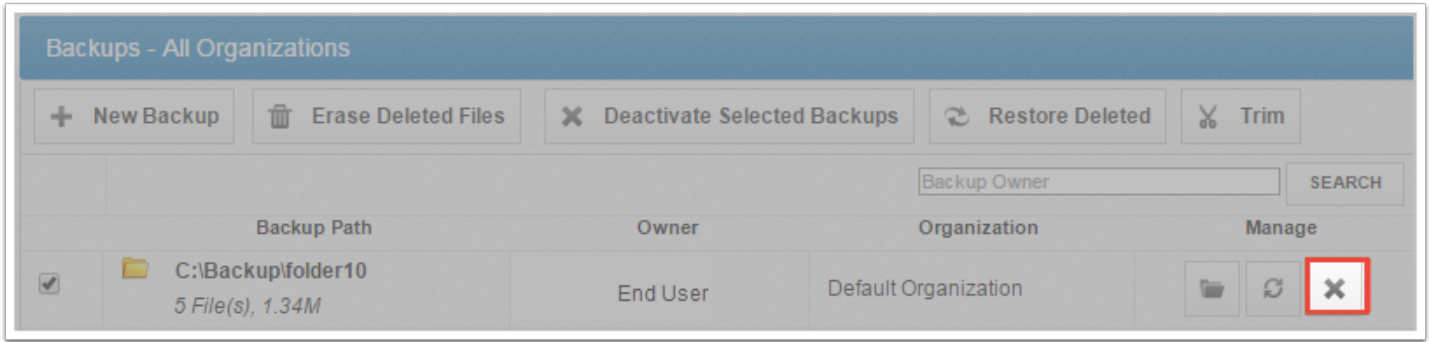 Backups - All Organizations
New Backup Erase Deleted Files Deactivate Selected Backups Restore Deleted Trim
Backup Owner SEARCH
Backup Path Owner Organization Manage
C:\Backup\folder10
5 File(s), 1.34M
End User
Default Organization